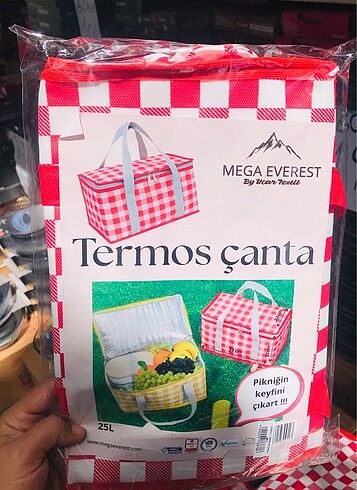 MEGA EVEREST
By Ucar Textil
Termos çanta
Pikniğin
keyfini
çıkart !!!
25L
www.megaeverest.com